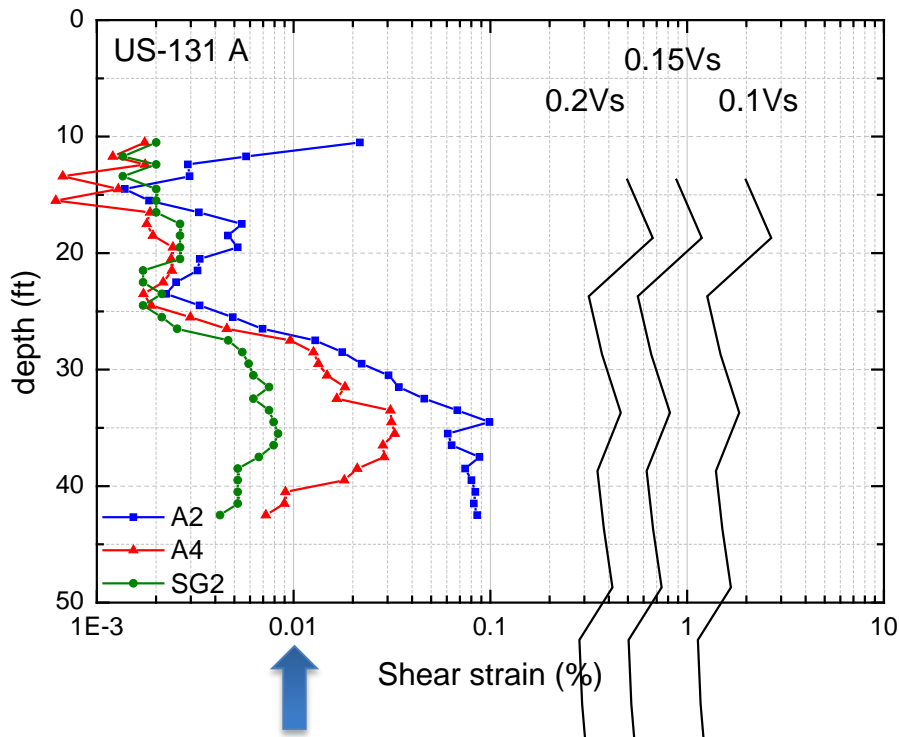 US-131 A
0.15Vs
0.2Vs
0.1Vs
0
10
20
30
40
50
depth (ft)
A2
A4
SG2
1E-3
0.01
0.1
1
10
Shear strain (%)